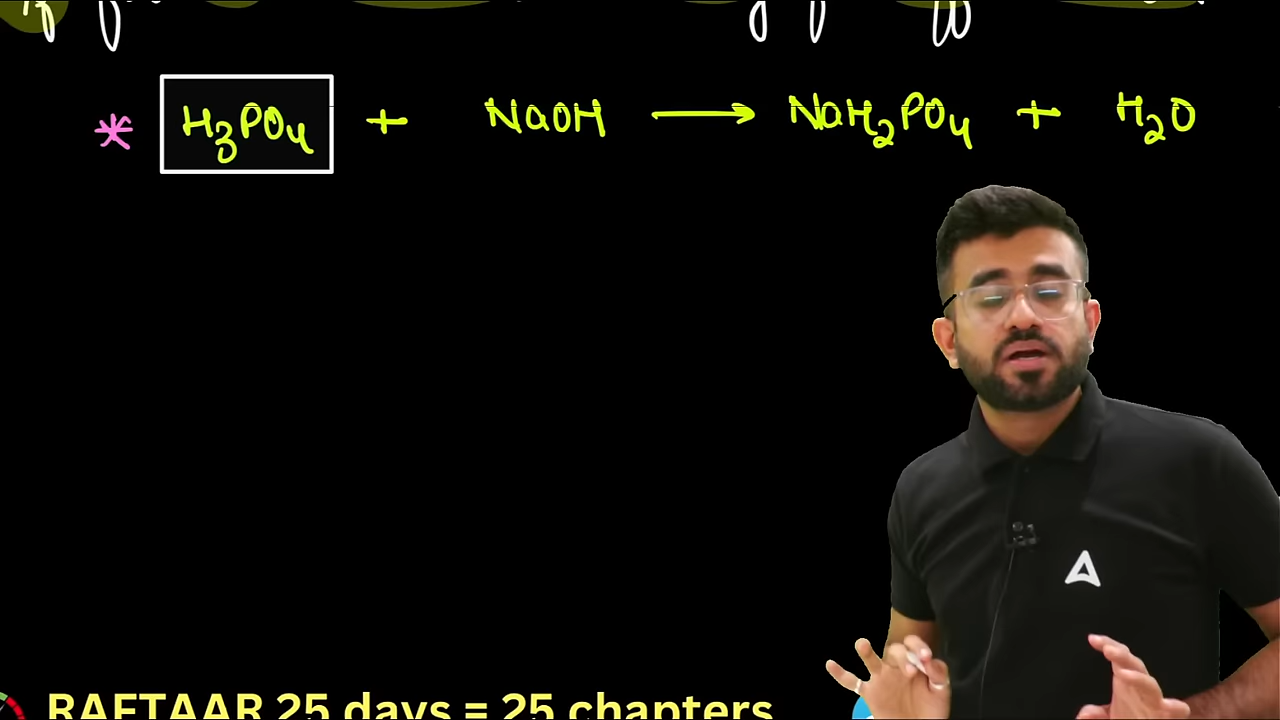 * H₃PO₄ + NaOH ⟶ NaH₂PO₄ + H₂O
RAFTAAR 25 days = 25 chapters